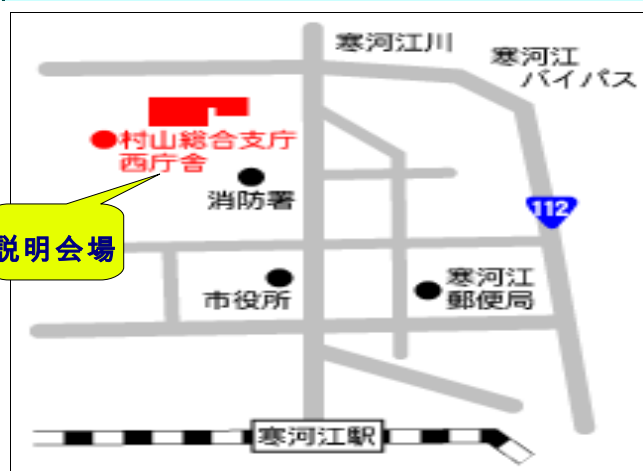 寒河江川
寒河江
バイパス
村山総合支庁
西庁舎
消防署
112
説明会場
市役所
寒河江
郵便局
寒河江駅